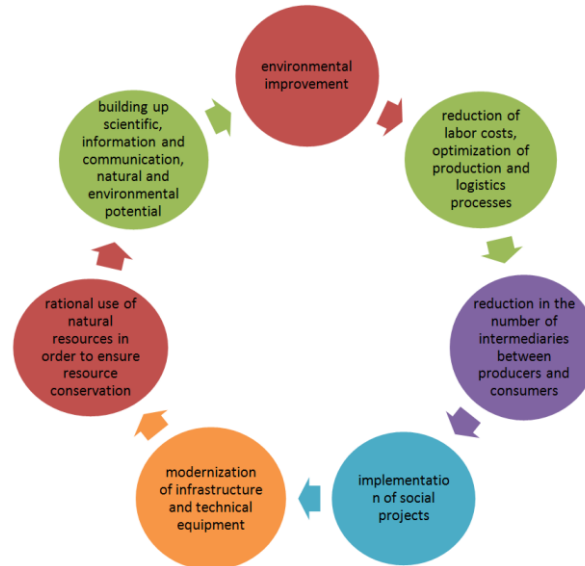 environmental
improvement
reduction of
labor costs,
optimization of
production and
logistics
processes
reduction in the
number of
intermediaries
between
producers and
consumers
implementatio
n of social
projects
modernization
of infrastructure
and technical
equipment
rational use of
natural
resources in
order to ensure
resource
conservation
building up
scientific,
information and
communication,
natural and
environmental
potential